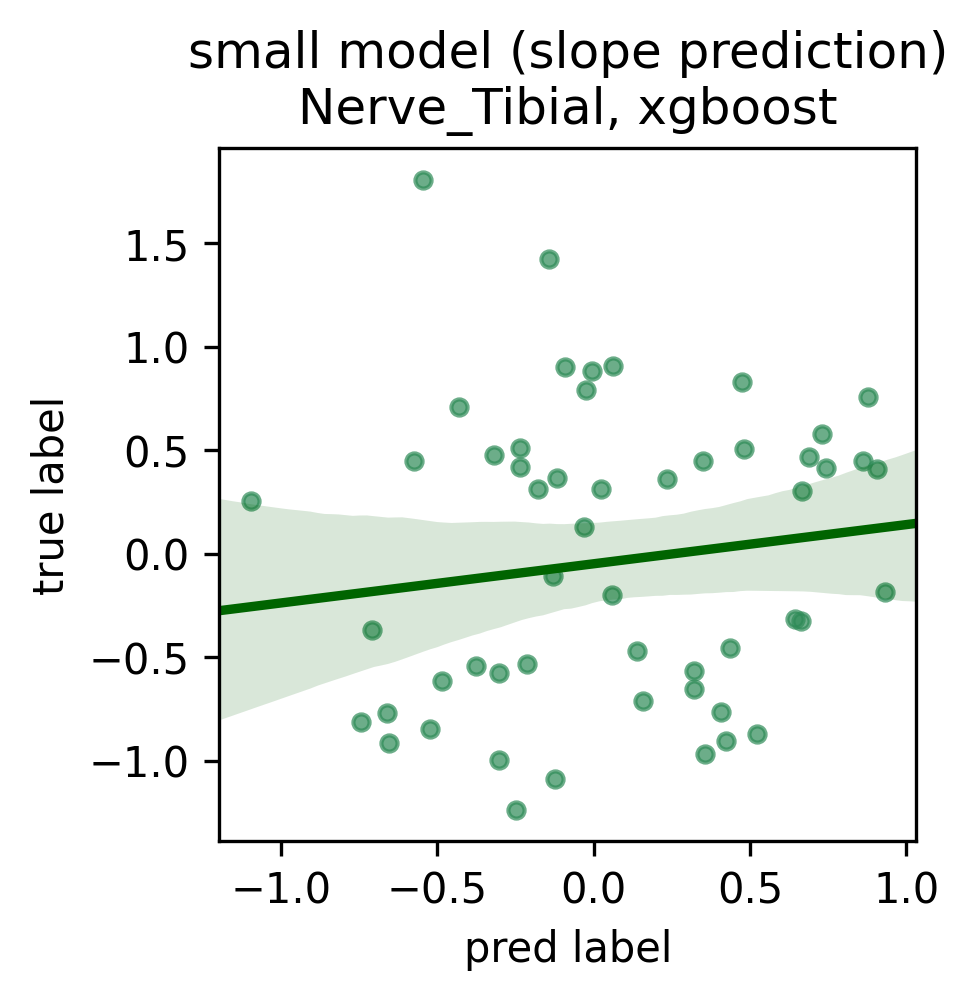 small model (slope prediction)
Nerve_Tibial, xgboost
true label
1.5
1.0
0.5
0.0
−0.5
−1.0
−1.0 −0.5 0.0 0.5 1.0
pred label